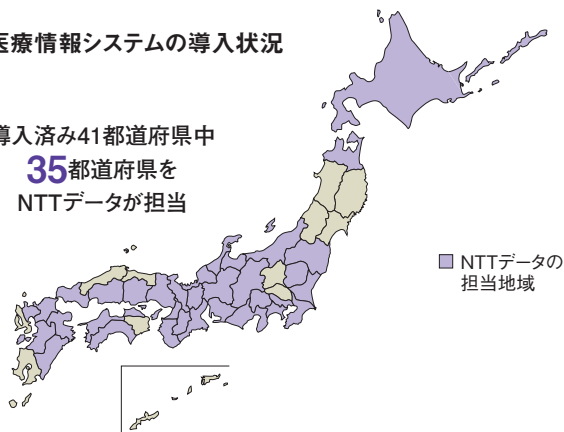 医療情報システムの導入状況
導入済み41都道府県中
35都道府県を
NTTデータが担当
NTTデータの
担当地域